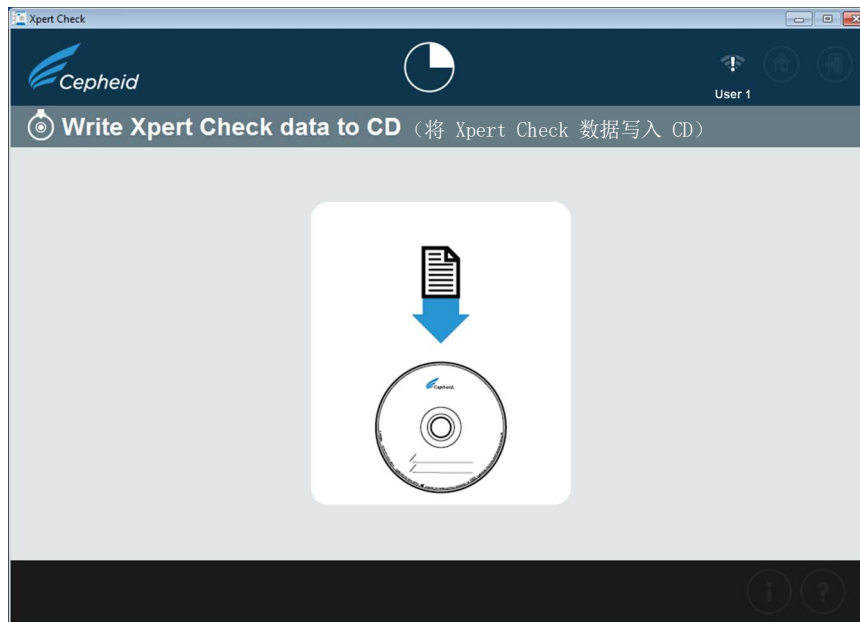 Xpert Check
Cepheid
User 1
Write Xpert Check data to CD (将 Xpert Check 数据写入 CD)
Cepheid
i ?